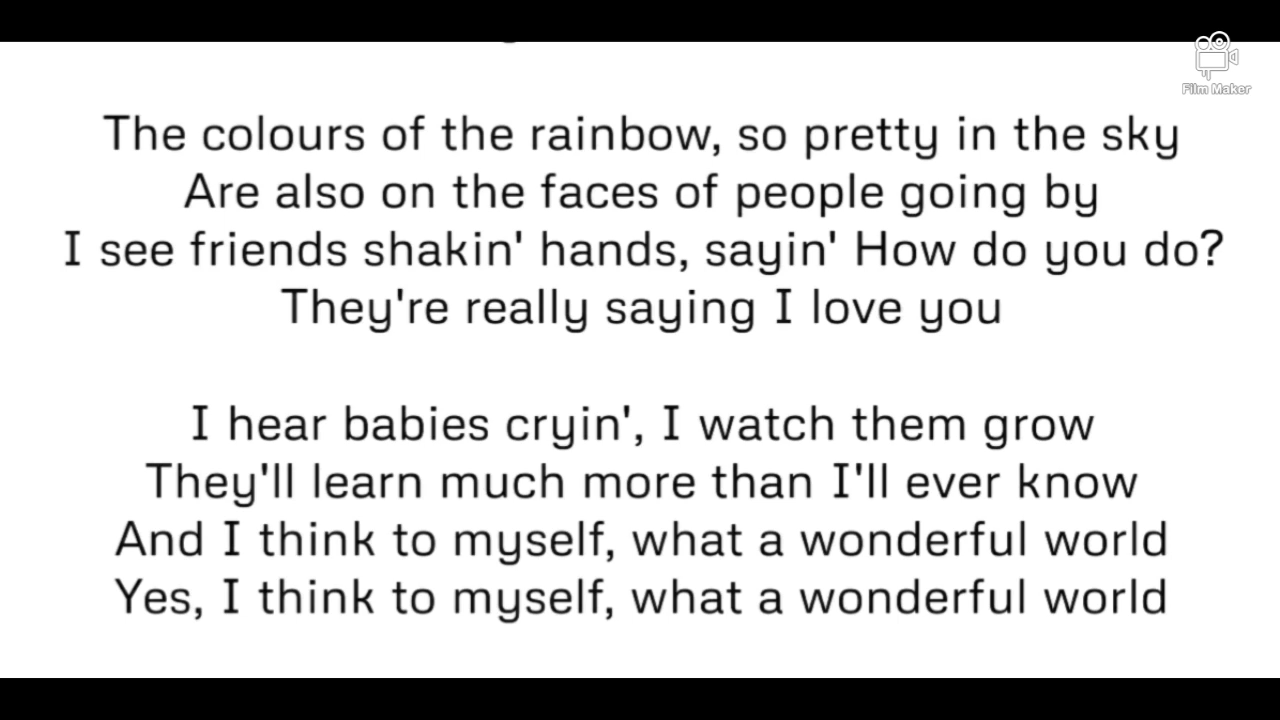 Film Maker
The colours of the rainbow, so pretty in the sky
Are also on the faces of people going by
I see friends shakin' hands, sayin' How do you do?
They're really saying I love you
I hear babies cryin', I watch them grow
They'll learn much more than I'll ever know
And I think to myself, what a wonderful world
Yes, I think to myself, what a wonderful world